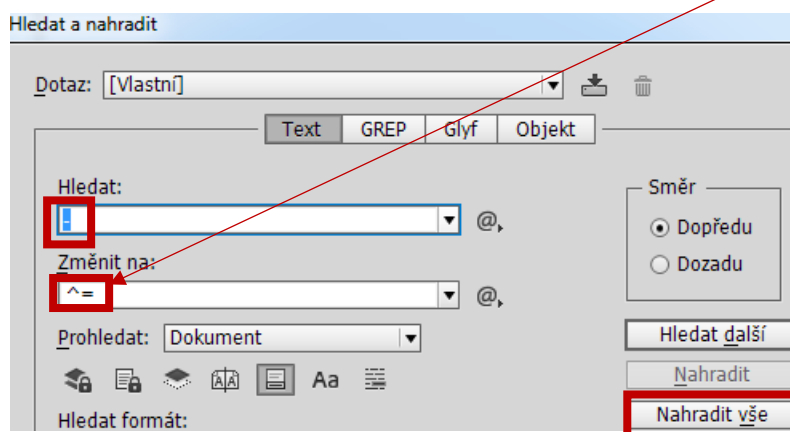 Hledat a nahradit
Dotaz: [Vlastní]
Text GREP Glyf Objekt
Hledat:
-
@
Směr
Dopředu
Změnit na:
Dozadu
^=
@
Prohledat: Dokument
Hledat další
Aa
Nahradit
Hledat formát:
Nahradit vše